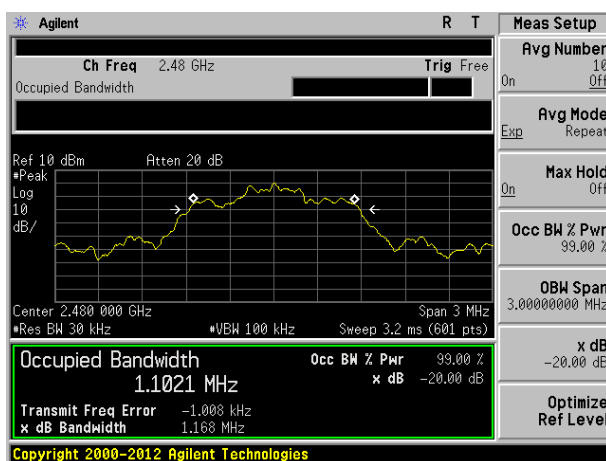 Agilent R T Meas Setup
Ch Freq 2.48 GHz Trig Free
Occupied Bandwidth
Avg Number
10
On Off
Avg Mode
Exp Repeat
Max Hold
On Off
Occ BW % Pwr
99.00 %
OBW Span
3.00000000 MHz
x dB
-20.00 dB
Optimize
Ref Level
Ref 10 dBm Atten 20 dB
#Peak
Log
10
dB/
Center 2.480 000 GHz Span 3 MHz
#Res BW 30 kHz #VBW 100 kHz Sweep 3.2 ms (601 pts)
Occupied Bandwidth Occ BW % Pwr 99.00 %
1.1021 MHz x dB -20.00 dB
Transmit Freq Error -1.008 kHz
x dB Bandwidth 1.168 MHz
Copyright 2000-2012 Agilent Technologies